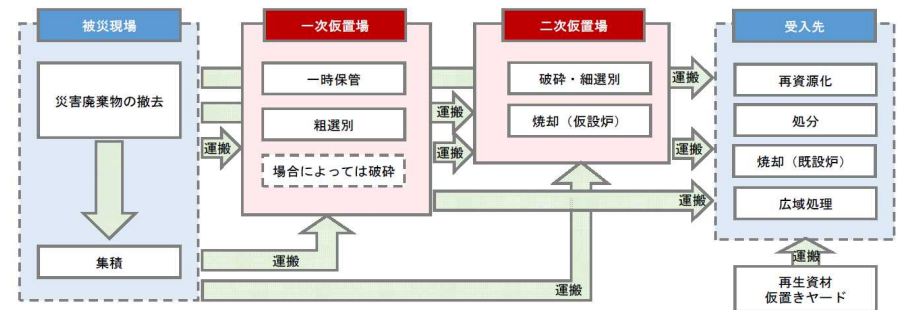 被災現場
災害廃棄物の撤去
集積
運搬
運搬
運搬
一次仮置場
一時保管
粗選別
場合によっては破砕
運搬
運搬
運搬
二次仮置場
破砕・細選別
焼却（仮設炉）
運搬
運搬
受入先
再資源化
処分
焼却（既設炉）
広域処理
運搬
再生資材
仮置きヤード